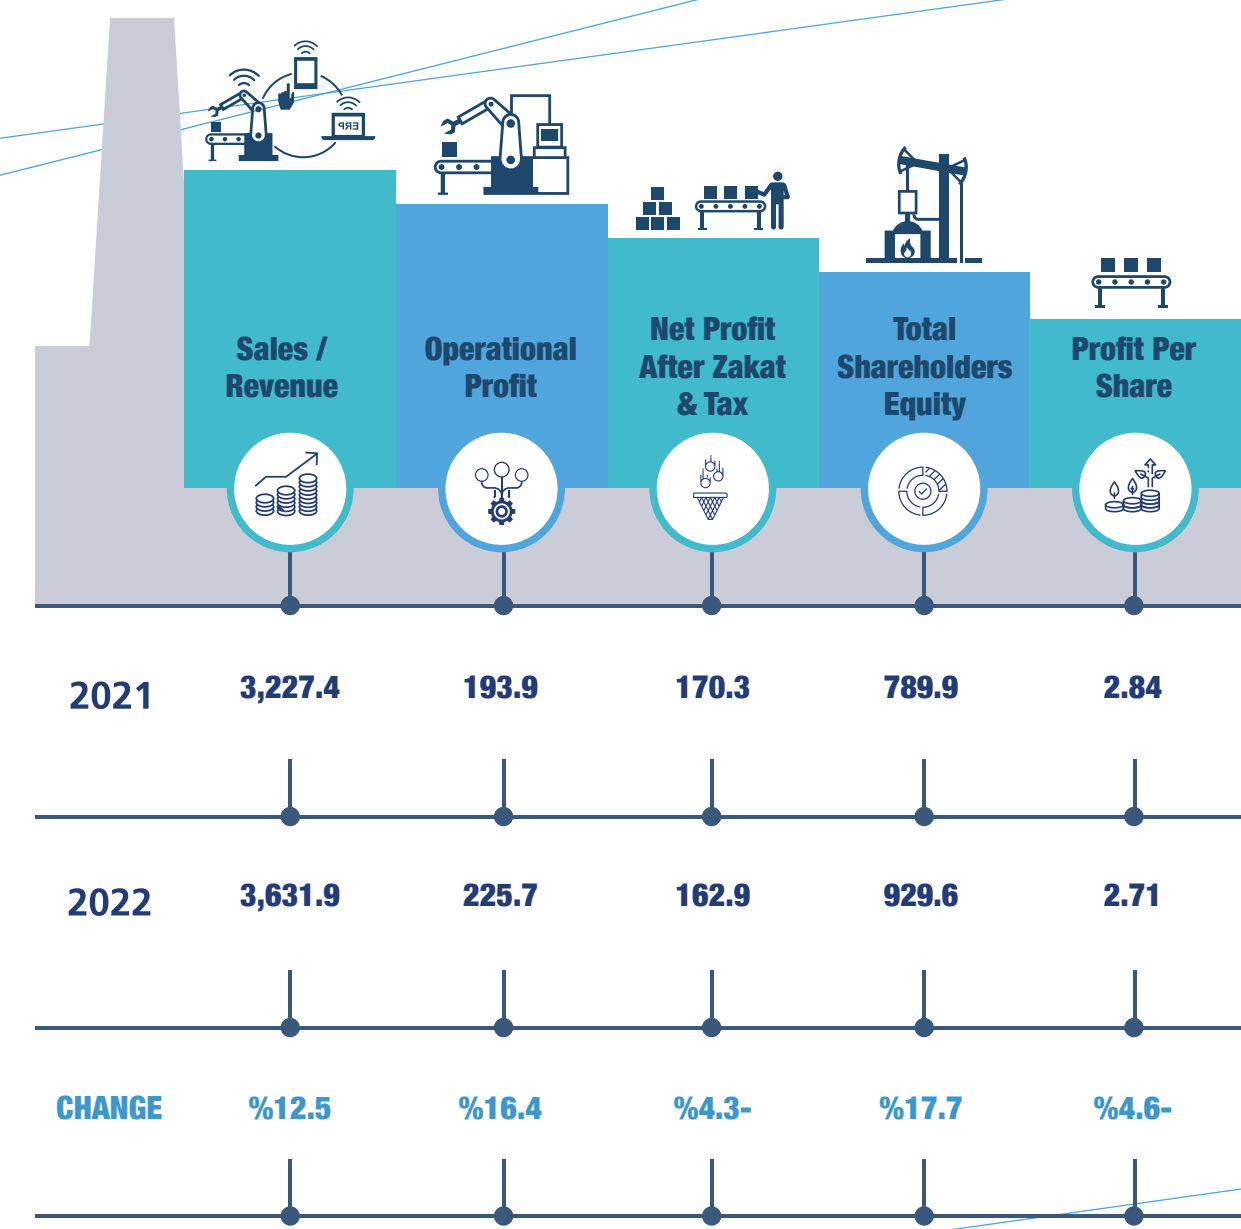 ERP
Sales /
Revenue
Operational
Profit
Net Profit
After Zakat
& Tax
Total
Shareholders
Equity
Profit Per
Share
2021 3,227.4 193.9 170.3 789.9 2.84
2022 3,631.9 225.7 162.9 929.6 2.71
CHANGE %12.5 %16.4 %4.3- %17.7 %4.6-